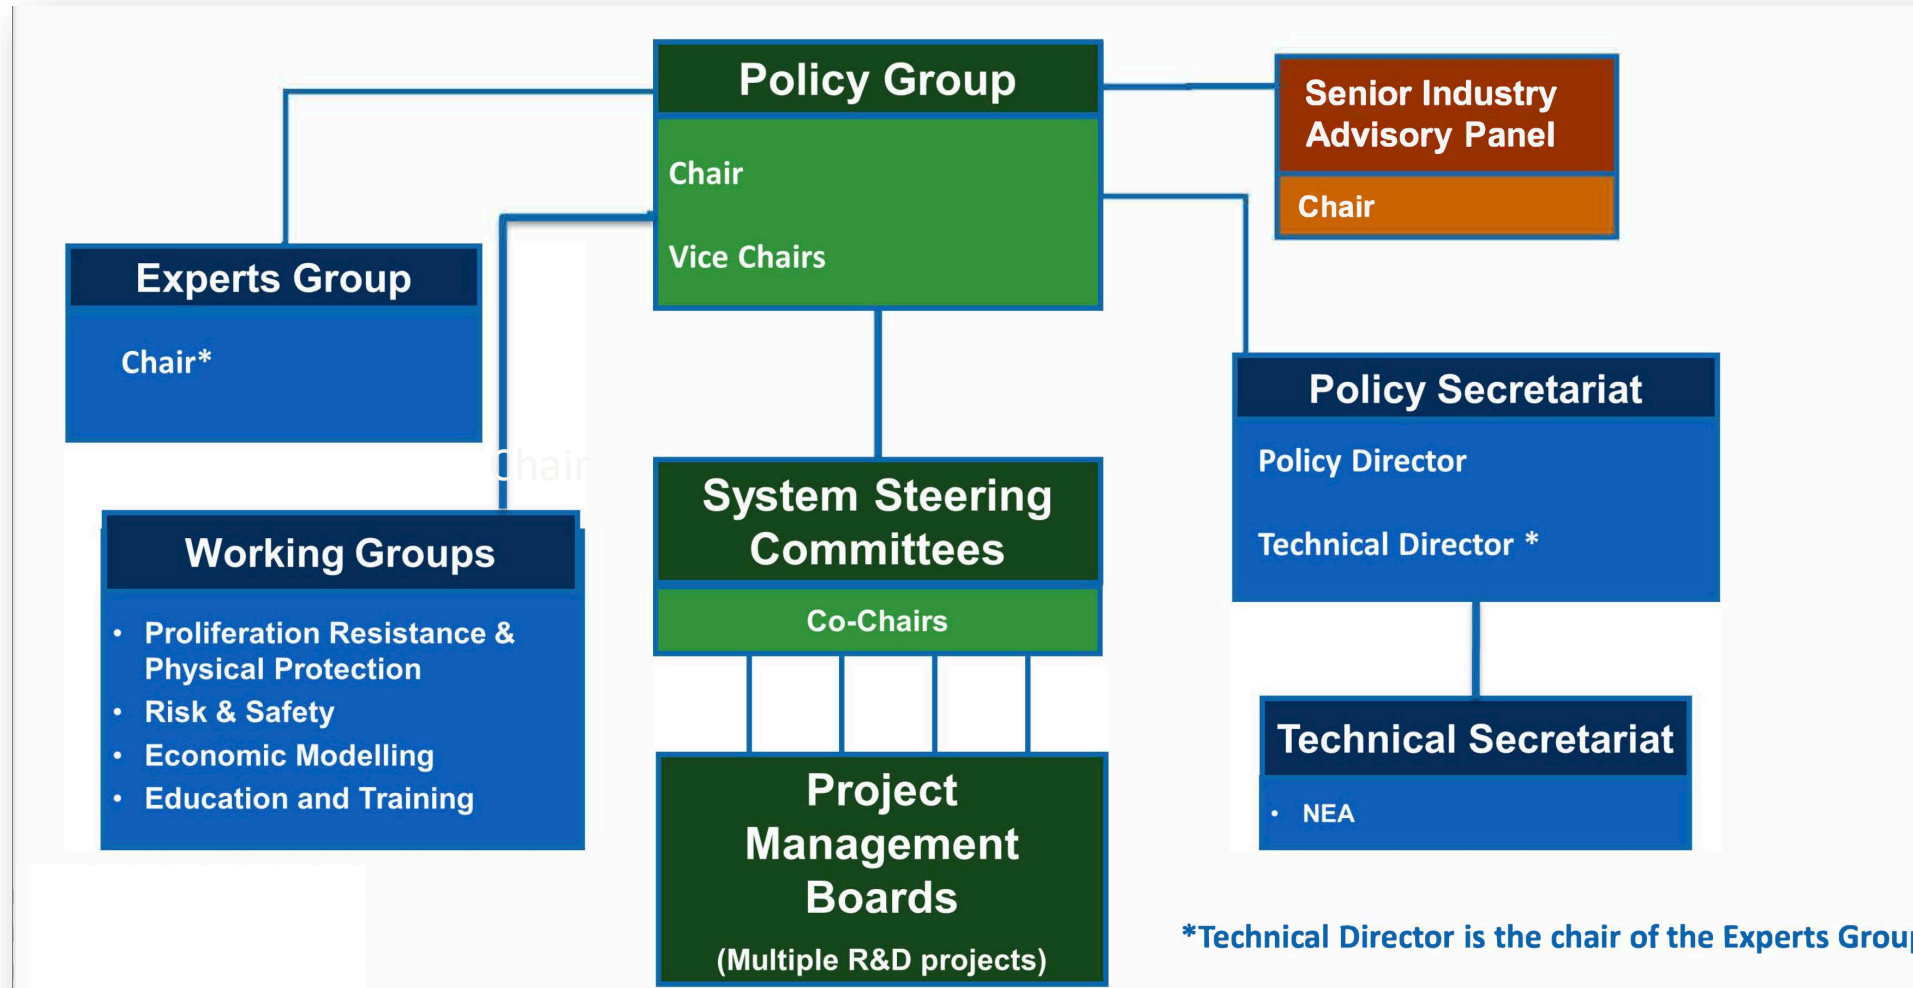 Policy Group
Chair
Vice Chairs
Senior Industry
Advisory Panel
Chair
Experts Group
Chair*
Chair
Working Groups
• Proliferation Resistance &
Physical Protection
• Risk & Safety
• Economic Modelling
• Education and Training
System Steering
Committees
Co-Chairs
Project
Management
Boards
(Multiple R&D projects)
Policy Secretariat
Policy Director
Technical Director *
Technical Secretariat
• NEA
*Technical Director is the chair of the Experts Group